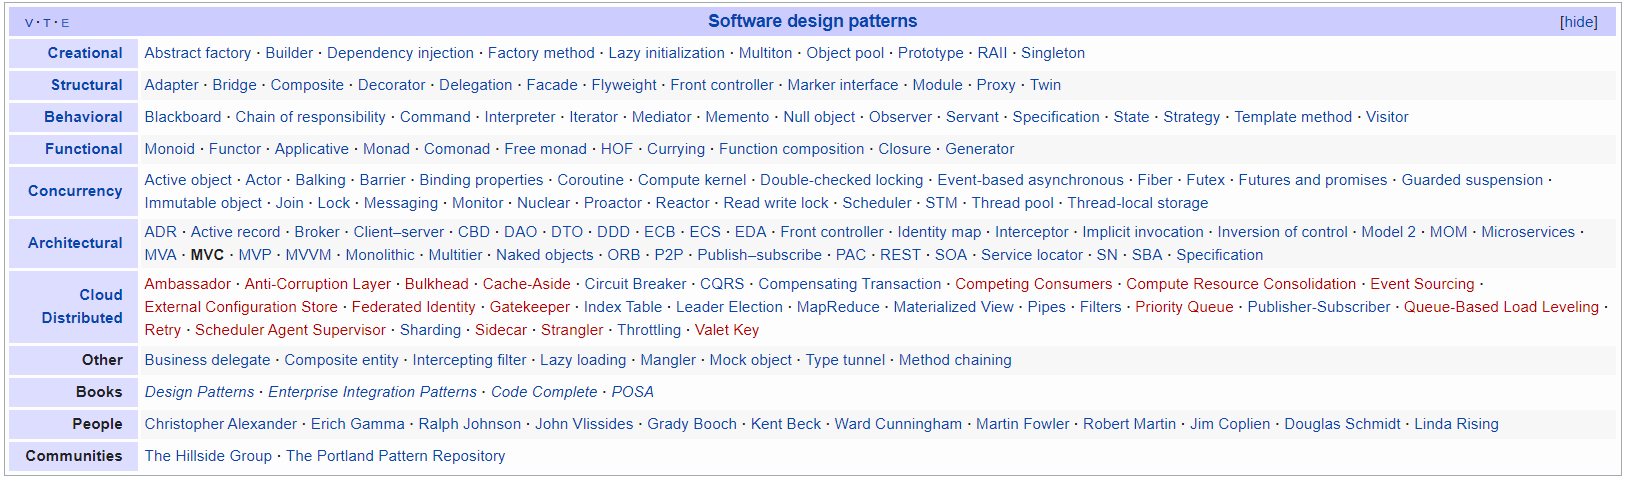 V · T · E Software design patterns [hide]
Creational Abstract factory · Builder · Dependency injection · Factory method · Lazy initialization · Multiton · Object pool · Prototype · RAII · Singleton
Structural Adapter · Bridge · Composite · Decorator · Delegation · Facade · Flyweight · Front controller · Marker interface · Module · Proxy · Twin
Behavioral Blackboard · Chain of responsibility · Command · Interpreter · Iterator · Mediator · Memento · Null object · Observer · Servant · Specification · State · Strategy · Template method · Visitor
Functional Monoid · Functor · Applicative · Monad · Comonad · Free monad · HOF · Currying · Function composition · Closure · Generator
Concurrency Active object · Actor · Balking · Barrier · Binding properties · Coroutine · Compute kernel · Double-checked locking · Event-based asynchronous · Fiber · Futex · Futures and promises · Guarded suspension ·
Immutable object · Join · Lock · Messaging · Monitor · Nuclear · Proactor · Reactor · Read write lock · Scheduler · STM · Thread pool · Thread-local storage
Architectural ADR · Active record · Broker · Client–server · CBD · DAO · DTO · DDD · ECB · ECS · EDA · Front controller · Identity map · Interceptor · Implicit invocation · Inversion of control · Model 2 · MOM · Microservices ·
MVA · MVC · MVP · MVVM · Monolithic · Multitier · Naked objects · ORB · P2P · Publish–subscribe · PAC · REST · SOA · Service locator · SN · SBA · Specification
Cloud Distributed Ambassador · Anti-Corruption Layer · Bulkhead · Cache-Aside · Circuit Breaker · CQRS · Compensating Transaction · Competing Consumers · Compute Resource Consolidation · Event Sourcing ·
External Configuration Store · Federated Identity · Gatekeeper · Index Table · Leader Election · MapReduce · Materialized View · Pipes · Filters · Priority Queue · Publisher-Subscriber · Queue-Based Load Leveling ·
Retry · Scheduler Agent Supervisor · Sharding · Sidecar · Strangler · Throttling · Valet Key
Other Business delegate · Composite entity · Intercepting filter · Lazy loading · Mangler · Mock object · Type tunnel · Method chaining
Books Design Patterns · Enterprise Integration Patterns · Code Complete · POSA
People Christopher Alexander · Erich Gamma · Ralph Johnson · John Vlissides · Grady Booch · Kent Beck · Ward Cunningham · Martin Fowler · Robert Martin · Jim Coplien · Douglas Schmidt · Linda Rising
Communities The Hillside Group · The Portland Pattern Repository